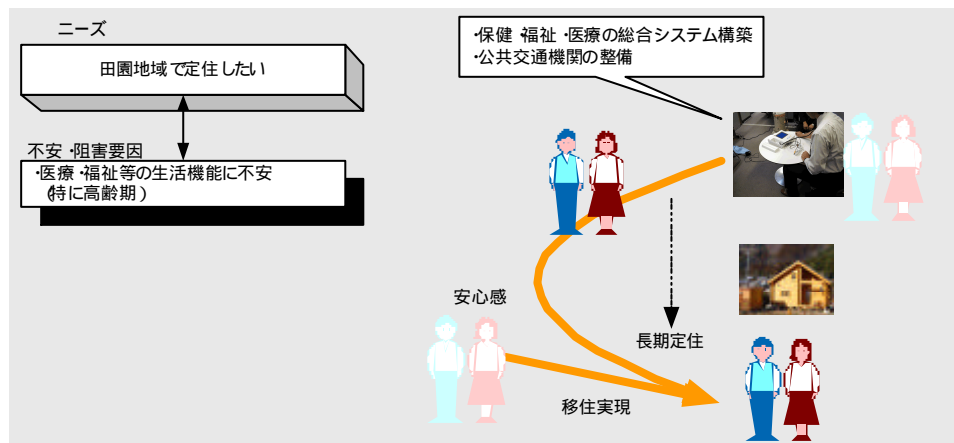 ニーズ
田園地域で定住したい
不安・阻害要因
・医療・福祉等の生活機能に不安
(特に高齢期)
・保健・福祉・医療の総合システム構築
・公共交通機関の整備
安心感
長期定住
移住実現